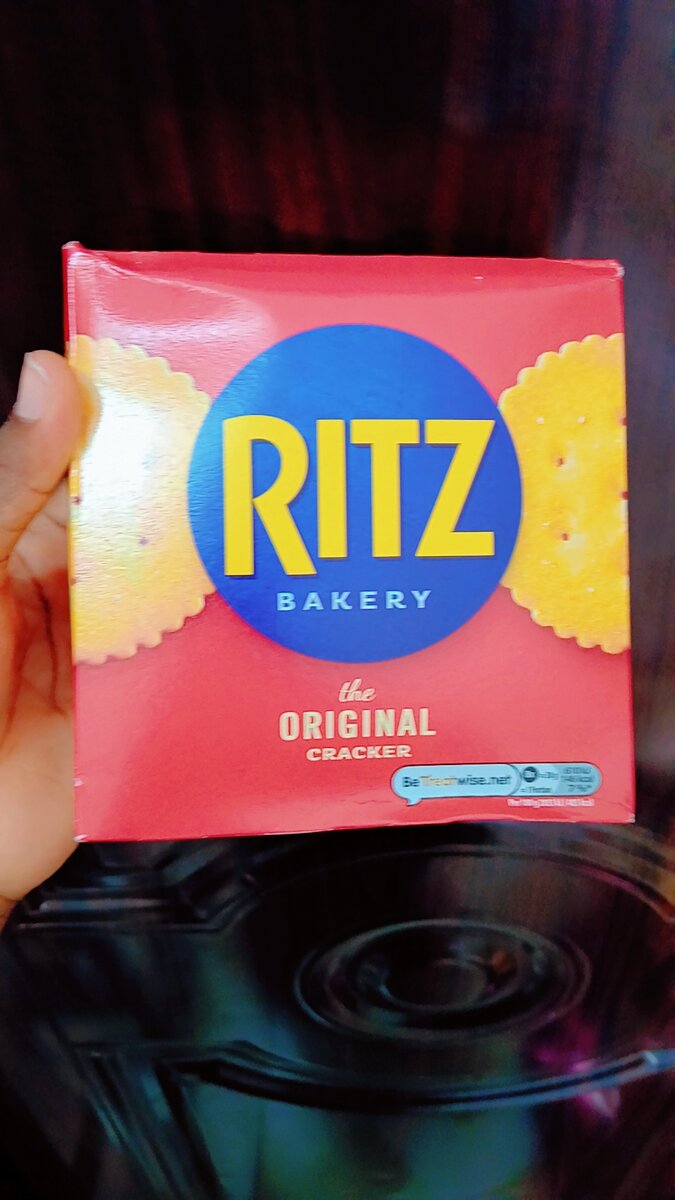 RITZ
BAKERY
the
ORIGINAL
CRACKER
BeTreatwise.net